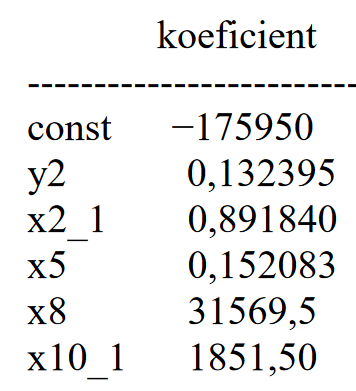 koeficient
---------------------------
const −175950
y2 0,132395
x2_1 0,891840
x5 0,152083
x8 31569,5
x10_1 1851,50